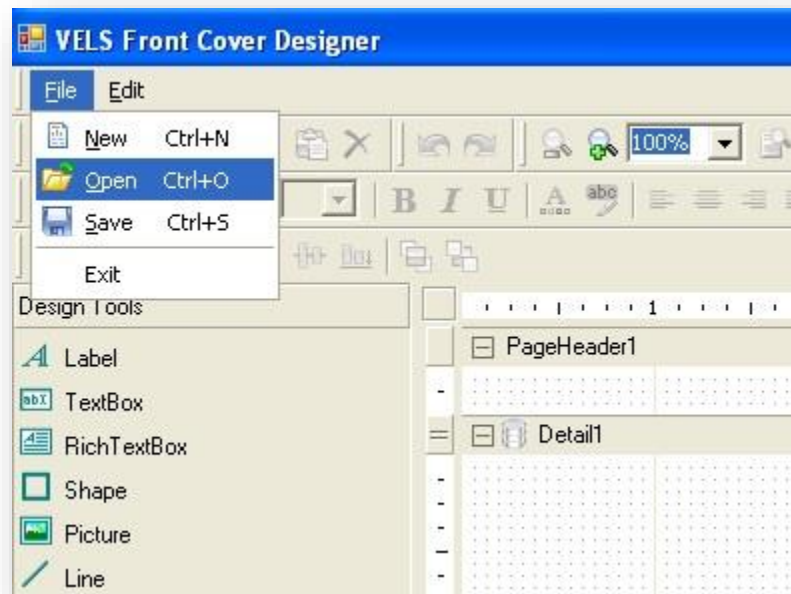 VELS Front Cover Designer
File Edit
New Ctrl+N
Open Ctrl+O
Save Ctrl+S
Exit
100%
B I U A abc
Design Tools
A Label
abI TextBox
A RichTextBox
Shape
Picture
Line
1
PageHeader1
Detail1